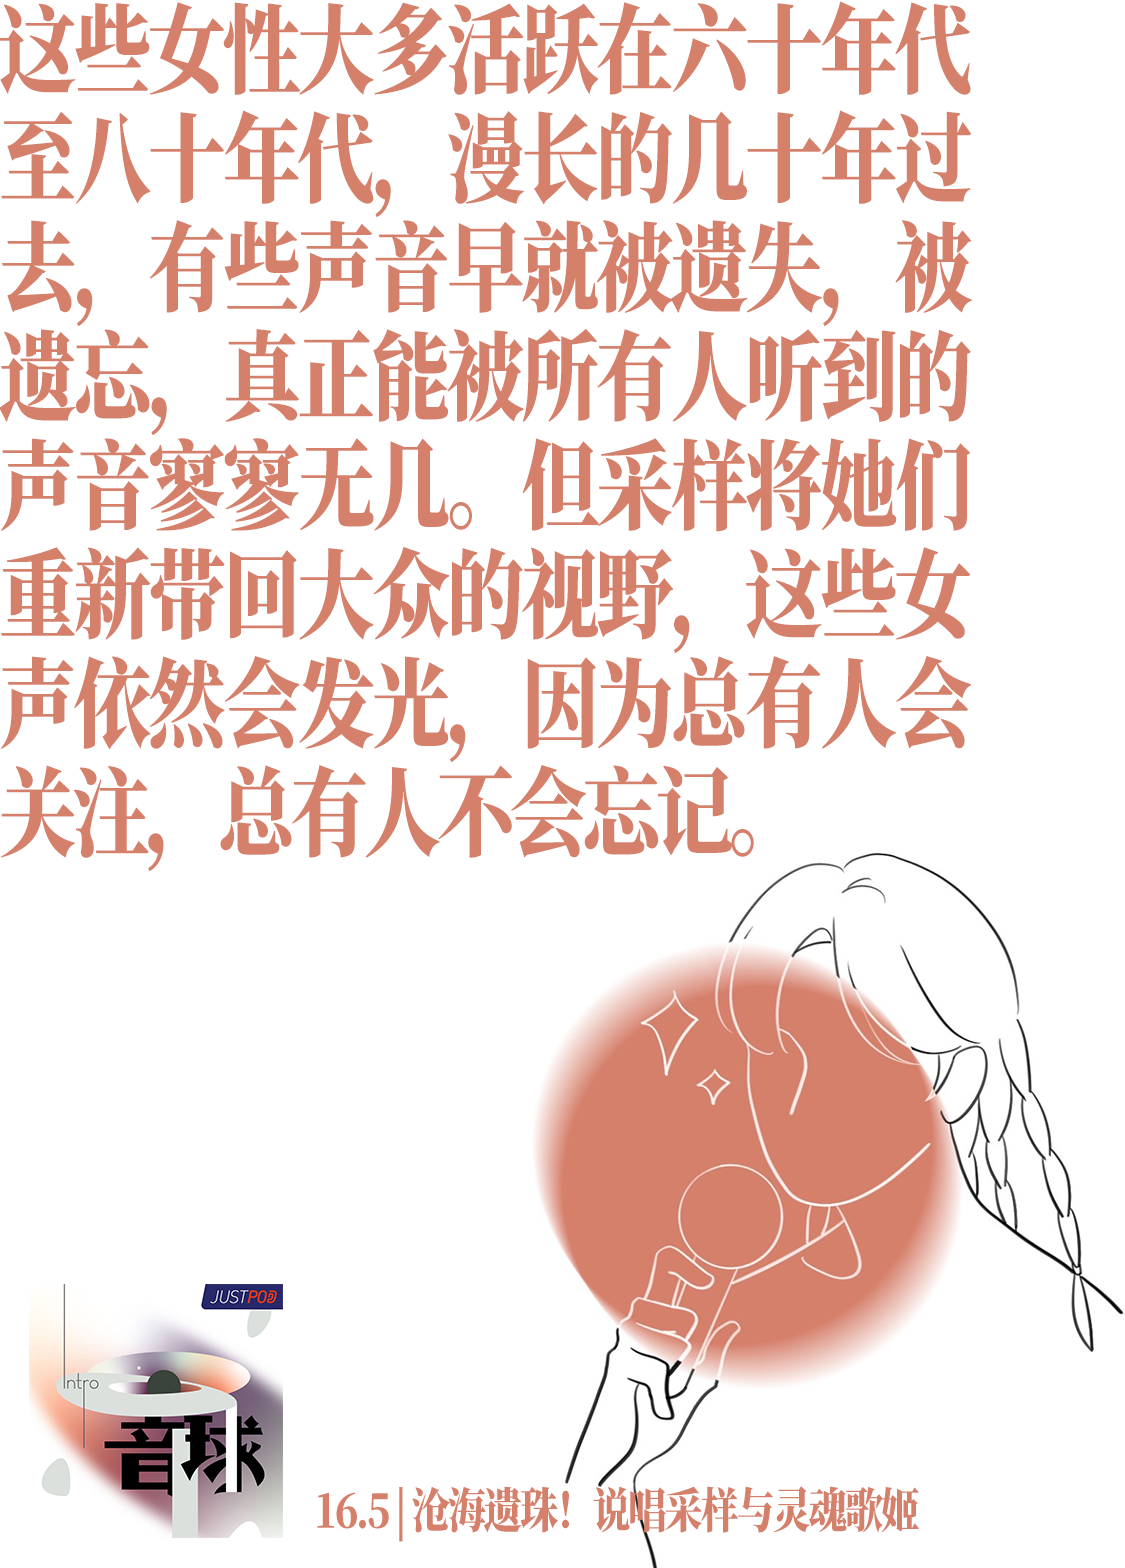 这些女性大多活跃在六十年代
至八十年代，漫长的几十年过
去，有些声音早就被遗失，被
遗忘，真正能被所有人听到的
声音寥寥无几。但采样将她们
重新带回大众的视野，这些女
声依然会发光，因为总有人会
关注，总有人不会忘记。
JUSTPOD
Intro
音球
16.5|沧海遗珠！说唱采样与灵魂歌姬